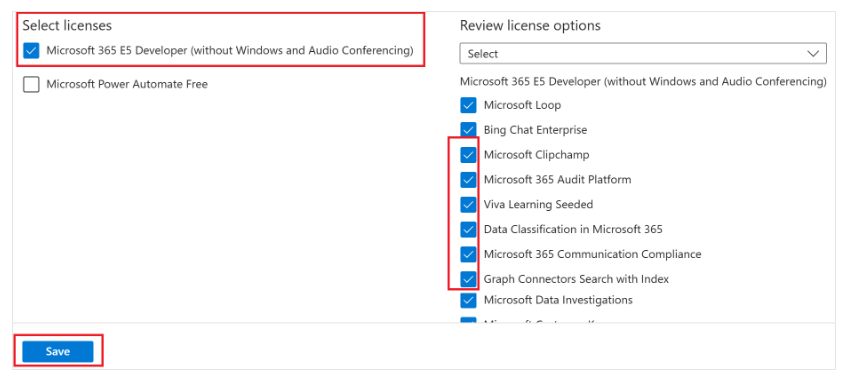 Select licenses
Microsoft 365 E5 Developer (without Windows and Audio Conferencing)
Microsoft Power Automate Free
Review license options
Select
Microsoft 365 E5 Developer (without Windows and Audio Conferencing)
Microsoft Loop
Bing Chat Enterprise
Microsoft Clipchamp
Microsoft 365 Audit Platform
Viva Learning Seeded
Data Classification in Microsoft 365
Microsoft 365 Communication Compliance
Graph Connectors Search with Index
Microsoft Data Investigations
Save